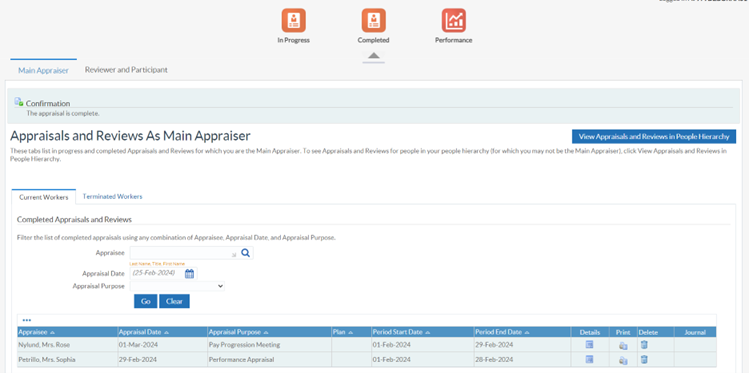 In Progress Completed Performance
Main Appraiser Reviewer and Participant
Confirmation
The appraisal is complete.
Appraisals and Reviews As Main Appraiser
View Appraisals and Reviews in People Hierarchy
These tabs list in progress and completed Appraisals and Reviews for which you are the Main Appraiser. To see Appraisals and Reviews for people in your people hierarchy (for which you may not be the Main Appraiser), click View Appraisals and Reviews in
People Hierarchy.
Current Workers Terminated Workers
Completed Appraisals and Reviews
Filter the list of completed appraisals using any combination of Appraisee, Appraisal Date, and Appraisal Purpose.
Appraisee
Last Name, Title, First Name
Appraisal Date (25-Feb-2024)
Appraisal Purpose
Go Clear
Appraisee Appraisal Date Appraisal Purpose Plan Period Start Date Period End Date Details Print Delete Journal
Nylund, Mrs. Rose 01-Mar-2024 Pay Progression Meeting 01-Feb-2024 29-Feb-2024
Petrillo, Mrs. Sophia 29-Feb-2024 Performance Appraisal 01-Feb-2024 28-Feb-2024